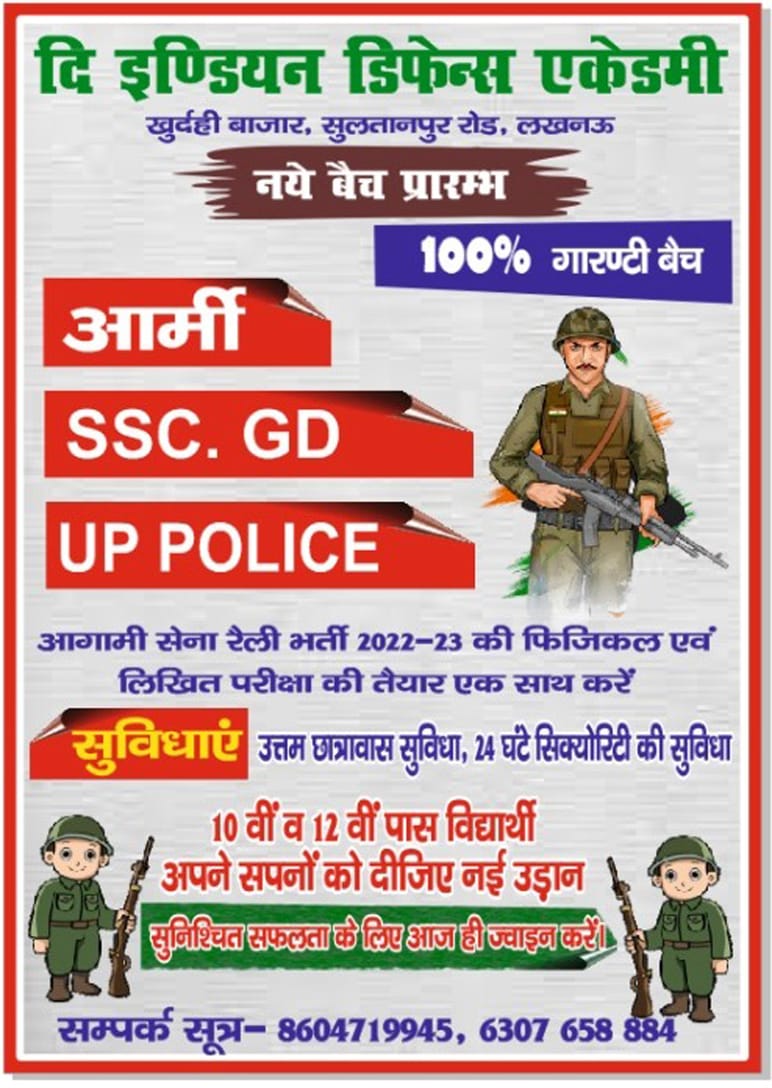 दि इण्डियन डिफेन्स एकेडमी
खुर्दही बाजार, सुलतानपुर रोड, लखनऊ
नये बैच प्रारम्भ
100% गारण्टी बैच
आर्मी
SSC. GD
UP POLICE
आगामी सेना रैली भर्ती 2022-23 की फिजिकल एवं
लिखित परीक्षा की तैयार एक साथ करें
सुविधाएं उत्तम छात्रावास सुविधा, 24 घंटे सिक्योरिटी की सुविधा
10 वीं व 12 वीं पास विद्यार्थी
अपने सपनों को दीजिए नई उड़ान
सुनिश्चित सफलता के लिए आज ही ज्वाइन करें।
सम्पर्क सूत्र- 8604719945, 6307 658 884